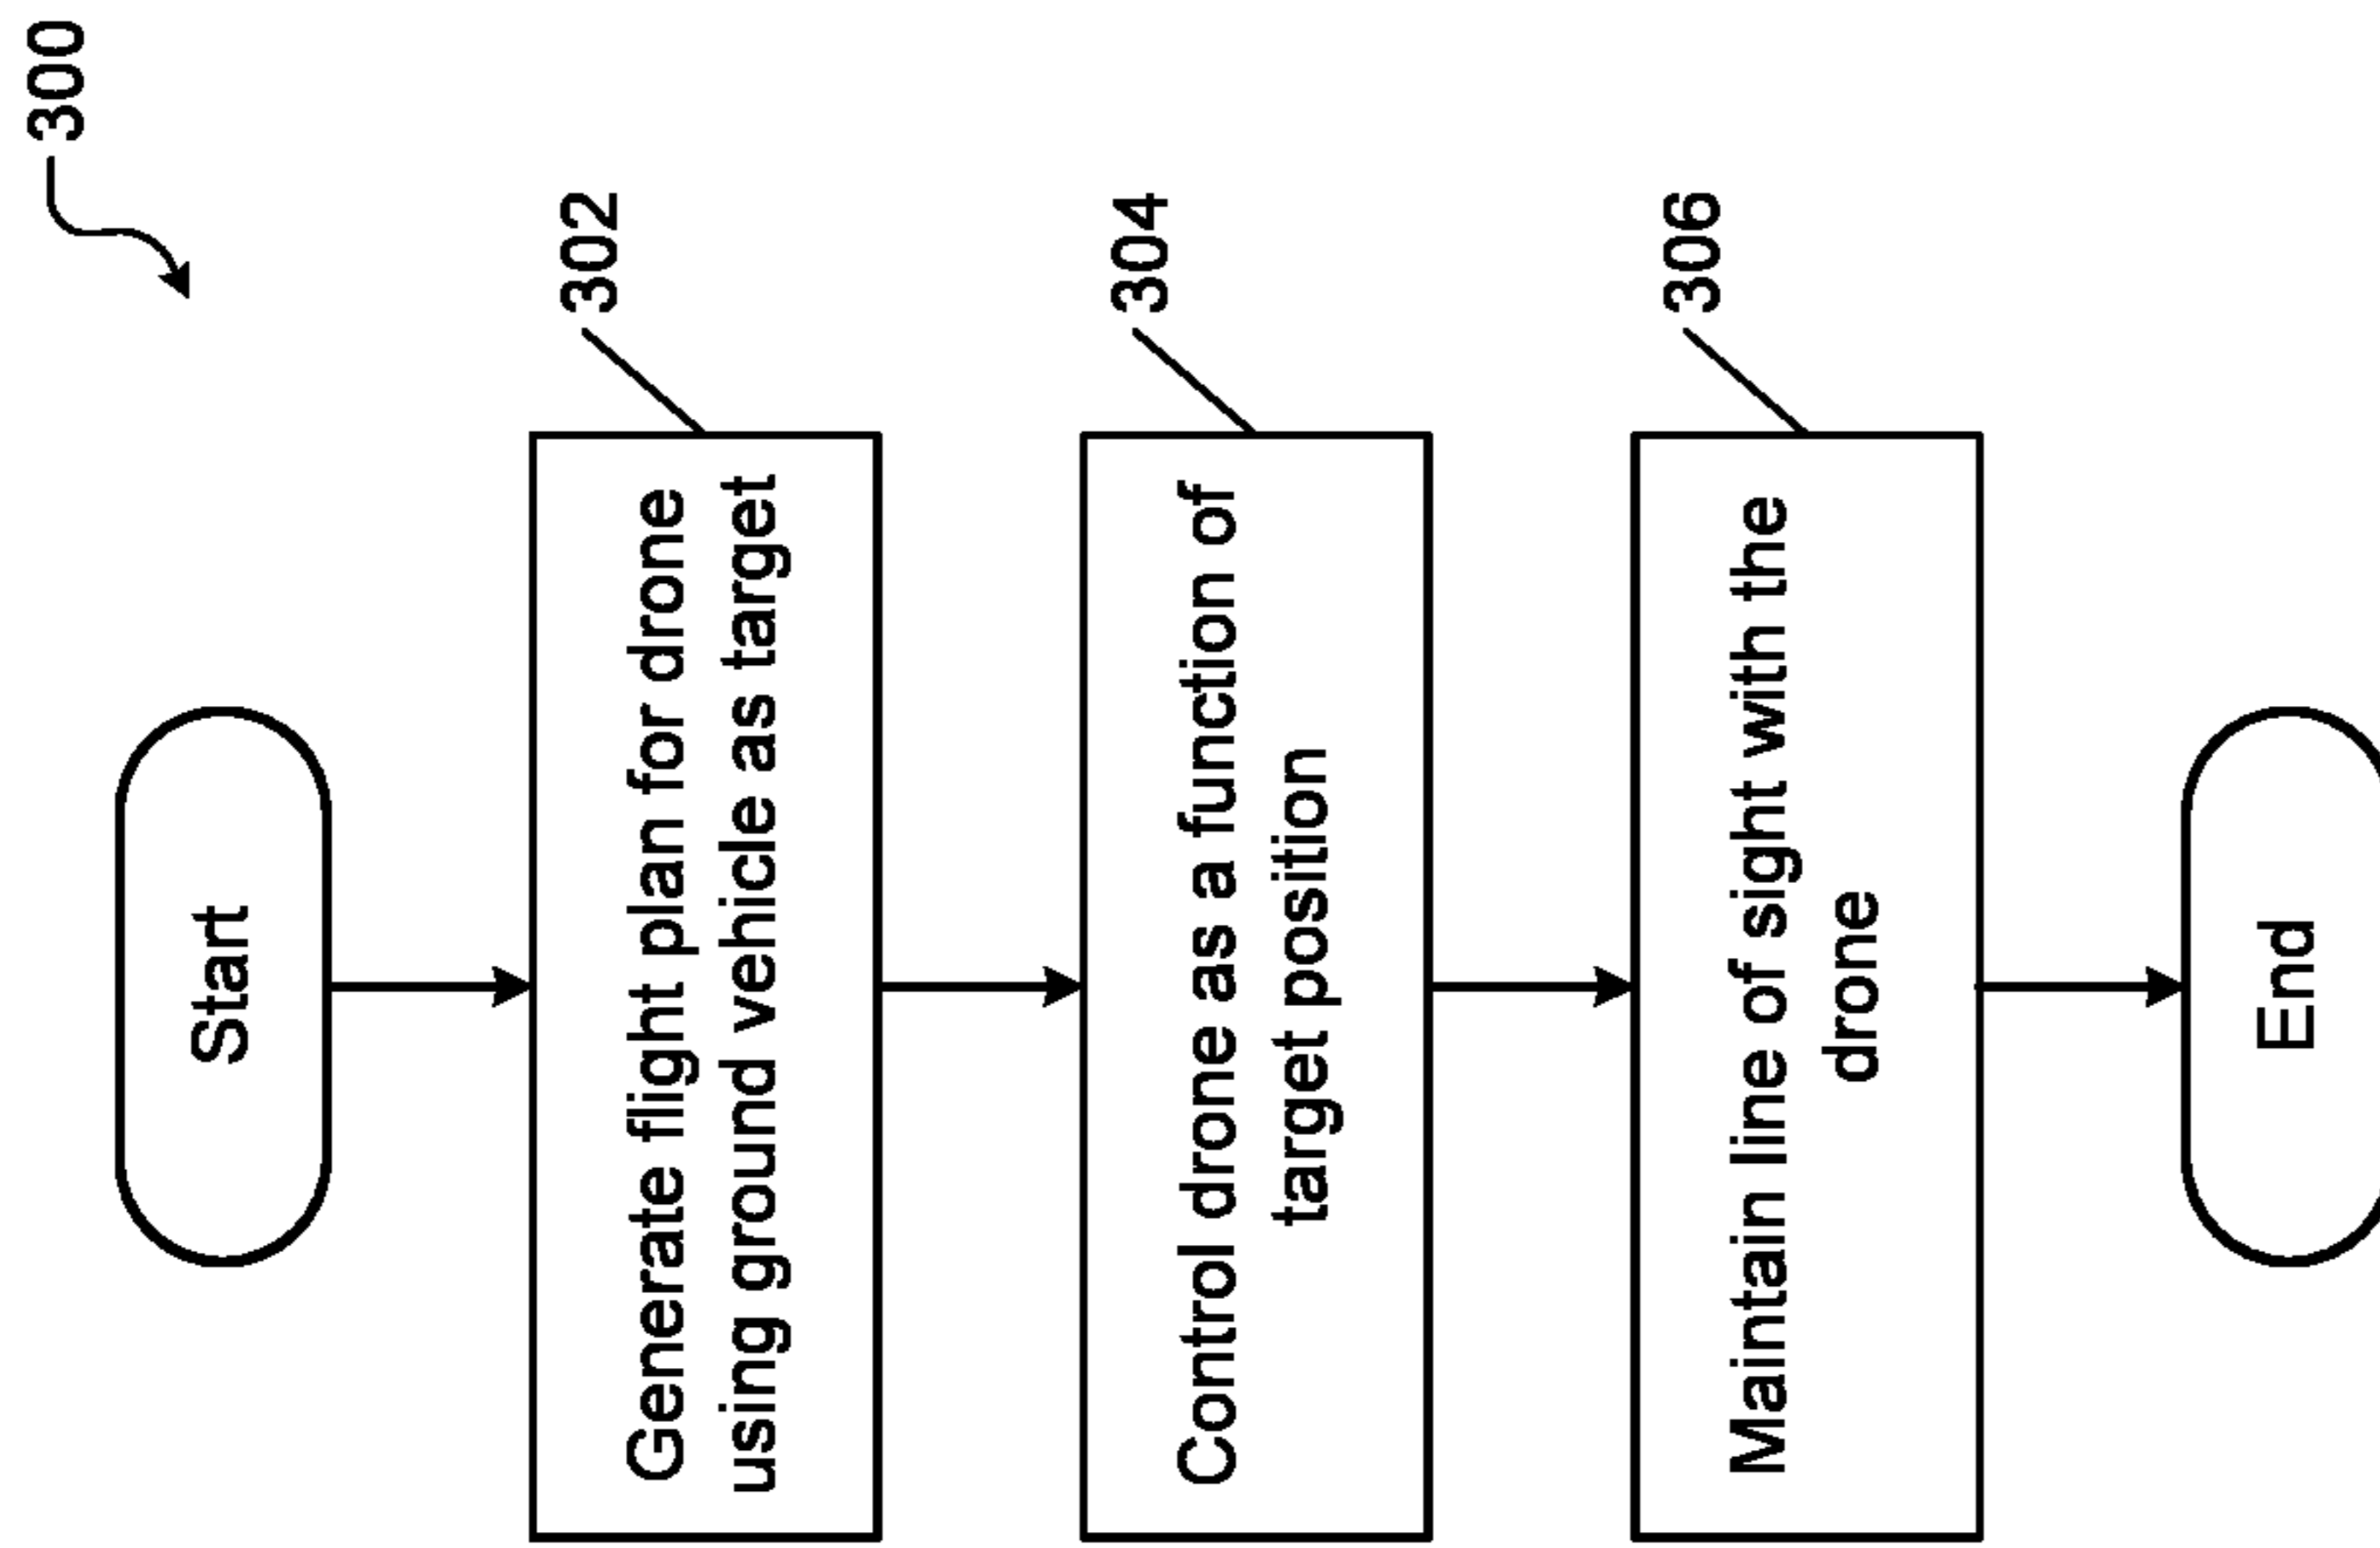 300
Start
302
Generate flight plan for drone
using ground vehicle as target
304
Control drone as a function of
target position
306
Maintain line of sight with the
drone
End